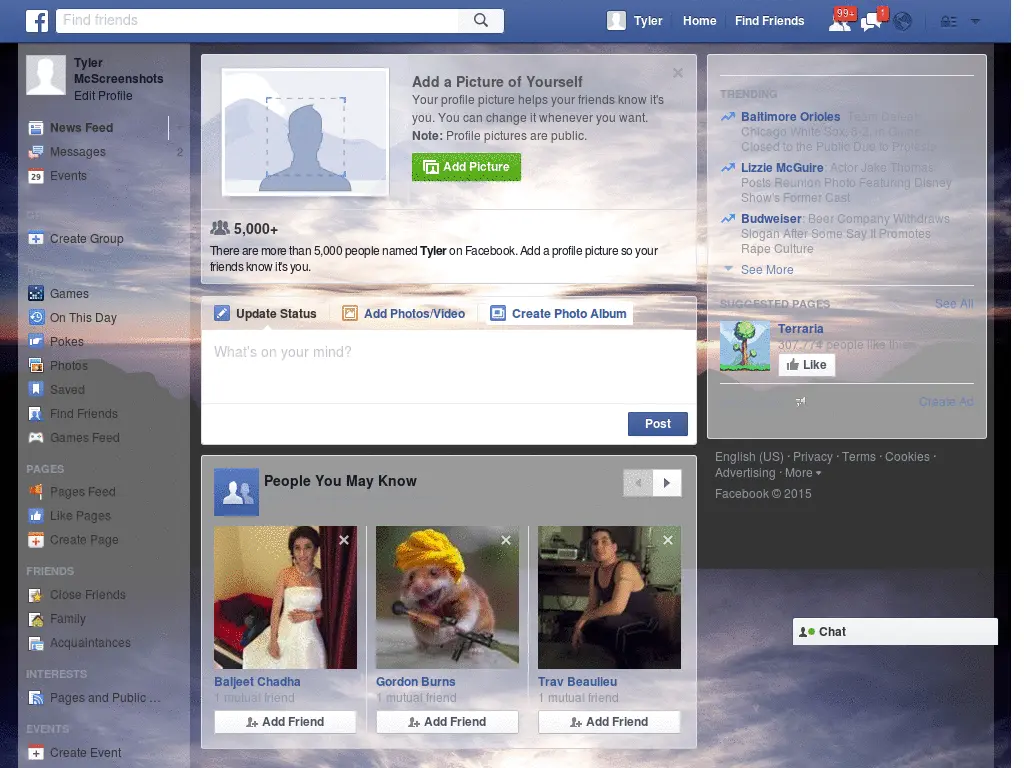 f
Find friends
Tyler
Home
Find Friends
99+
1
Tyler
McScreenshots
Edit Profile
News Feed
Messages
2
29
Events
Create Group
Games
On This Day
Pokes
Photos
Saved
Find Friends
Games Feed
PAGES
Pages Feed
Like Pages
Create Page
FRIENDS
Close Friends
Family
Acquaintances
INTERESTS
Pages and Public ...
EVENTS
Create Event
Add a Picture of Yourself
Your profile picture helps your friends know it's
you. You can change it whenever you want.
Note: Profile pictures are public.
Add Picture
5,000+
There are more than 5,000 people named Tyler on Facebook. Add a profile picture so your
friends know it's you.
Update Status
Add Photos/Video
Create Photo Album
What's on your mind?
Post
People You May Know
Baljeet Chadha
1 mutual friend
Add Friend
Gordon Burns
1 mutual friend
Add Friend
Trav Beaulieu
1 mutual friend
Add Friend
TRENDING
Baltimore Orioles: Team Defeats
Chicago White Sox, 8-2, in Game
Closed to the Public Due to Protests
Lizzie McGuire: Actor Jake Thomas
Posts Reunion Photo Featuring Disney
Show's Former Cast
Budweiser: Beer Company Withdraws
Slogan After Some Say It Promotes
Rape Culture
See More
SUGGESTED PAGES
See All
Terraria
307,774 people like this
Like
Create Ad
English (US) · Privacy · Terms · Cookies ·
Advertising · More
Facebook © 2015
Chat